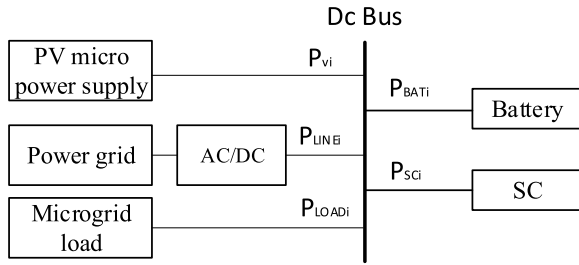 Dc Bus
PV micro
power supply
Pvi
PBATi
Battery
Power grid
AC/DC
PLINEi
PSCi
SC
Microgrid
load
PLOADi